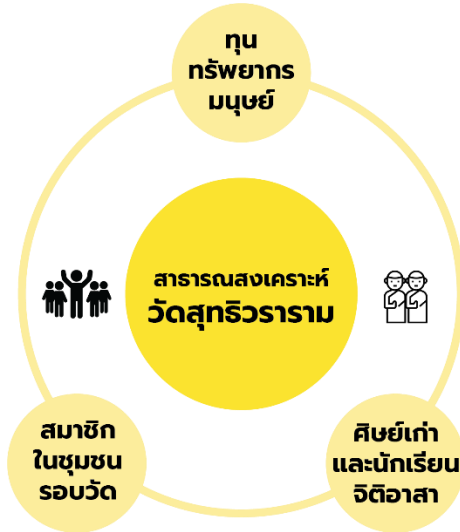 ทุน
ทรัพยากร
มนุษย์
สาธารณสงเคราะห์
วัดสุทธิวราราม
สมาชิก
ในชุมชน
รอบวัด
ศิษย์เก่า
และนักเรียน
จิติอาสา